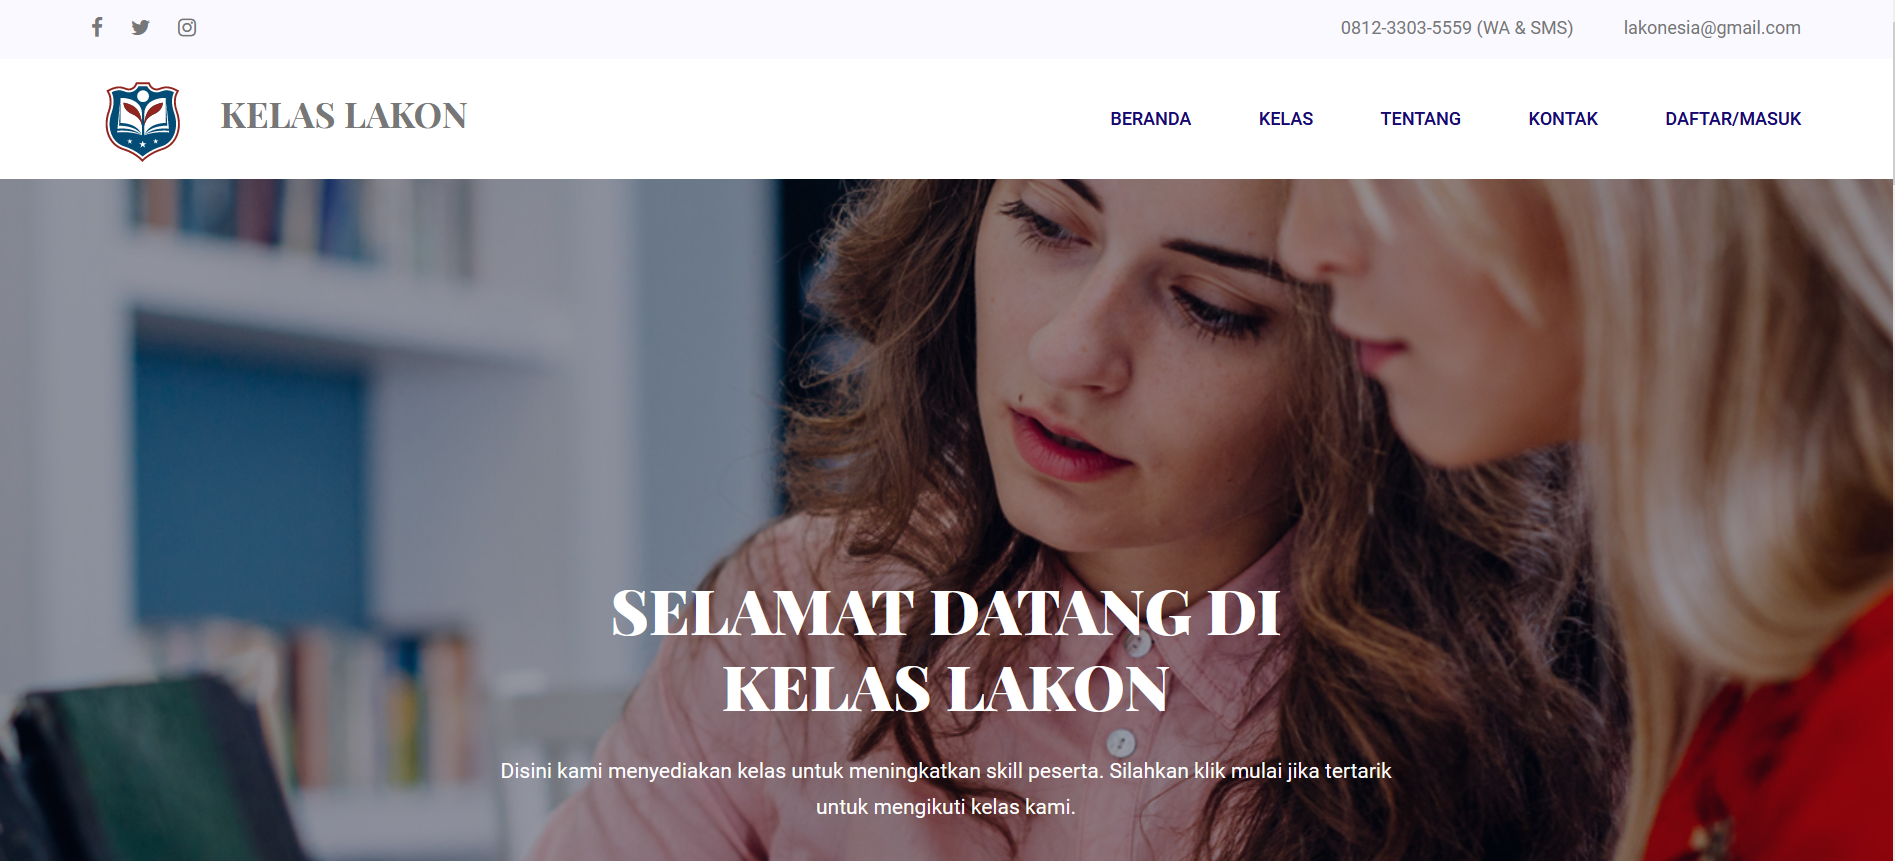 0812-3303-5559 (WA & SMS)
lakonesia@gmail.com
KELAS LAKON
BERANDA
KELAS
TENTANG
KONTAK
DAFTAR/MASUK
SELAMAT DATANG DI
KELAS LAKON
Disini kami menyediakan kelas untuk meningkatkan skill peserta. Silahkan klik mulai jika tertarik
untuk mengikuti kelas kami.